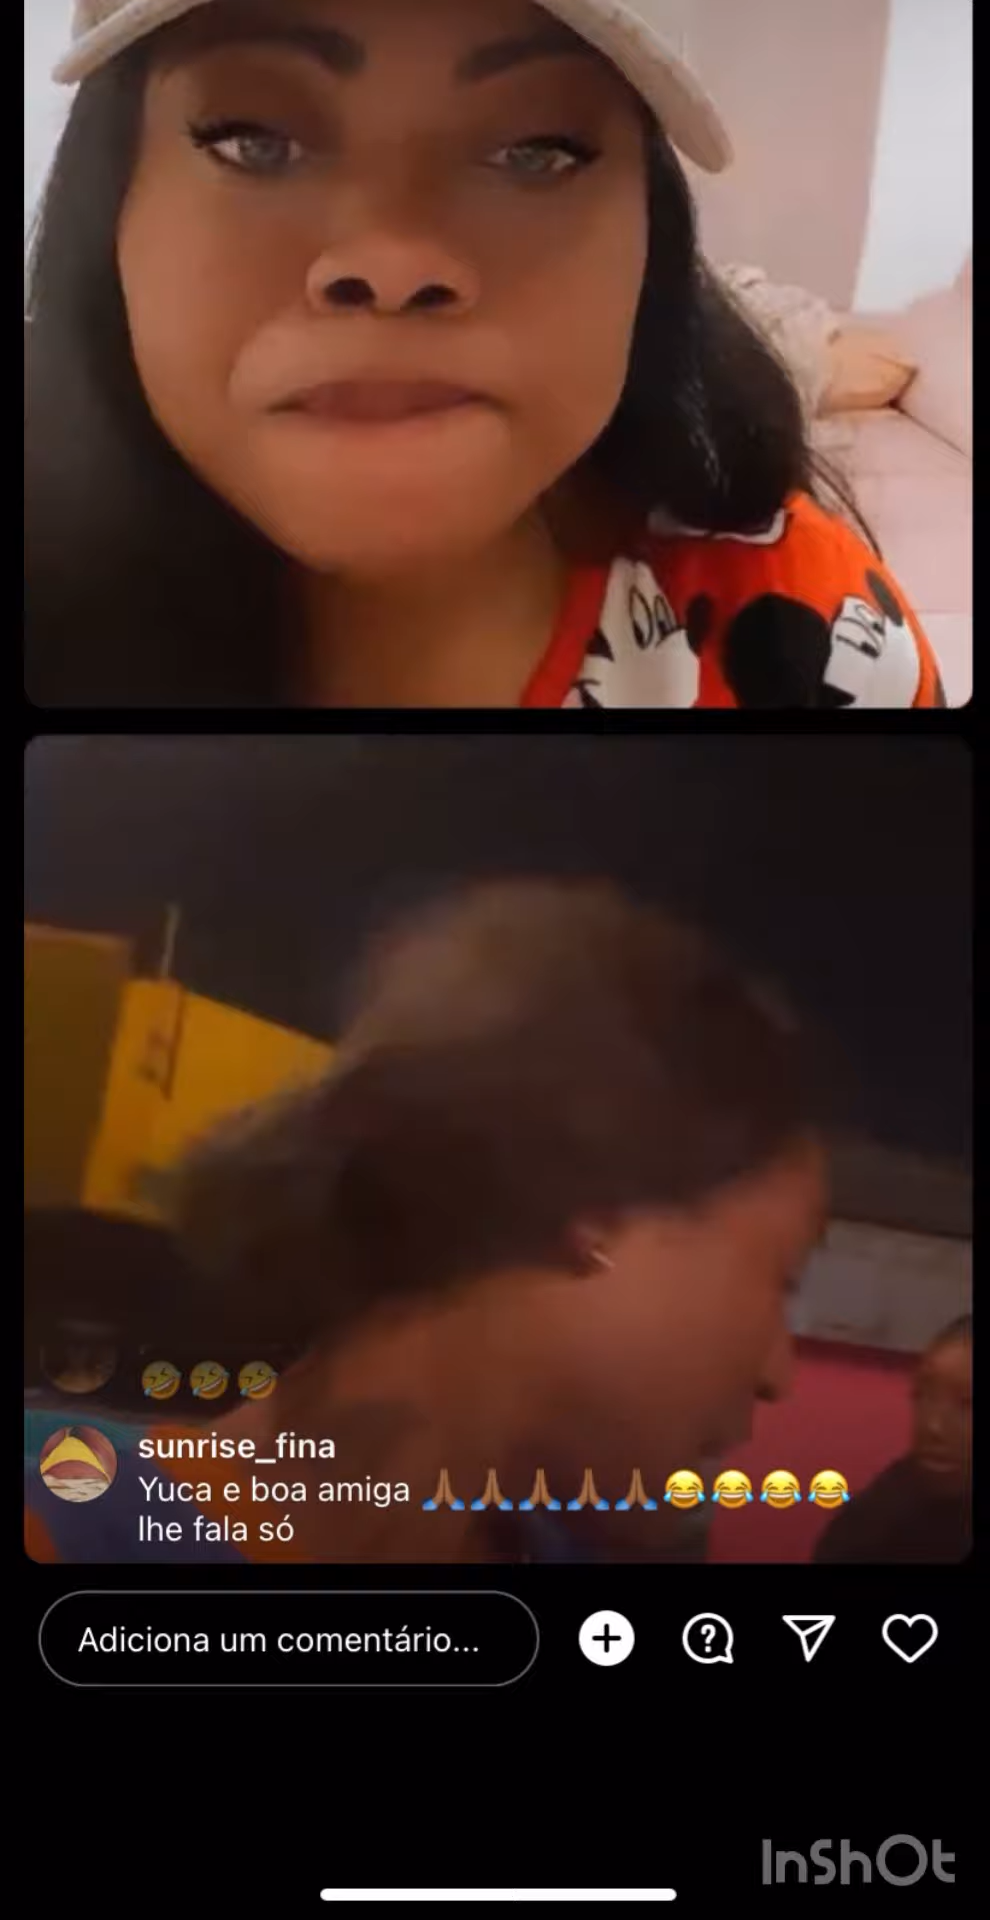 🤣🤣🤣
sunrise_fina
Yuca e boa amiga 🙏🏾🙏🏾🙏🏾🙏🏾🙏🏾😂😂😂😂
lhe fala só
Adiciona um comentário...
InShOt